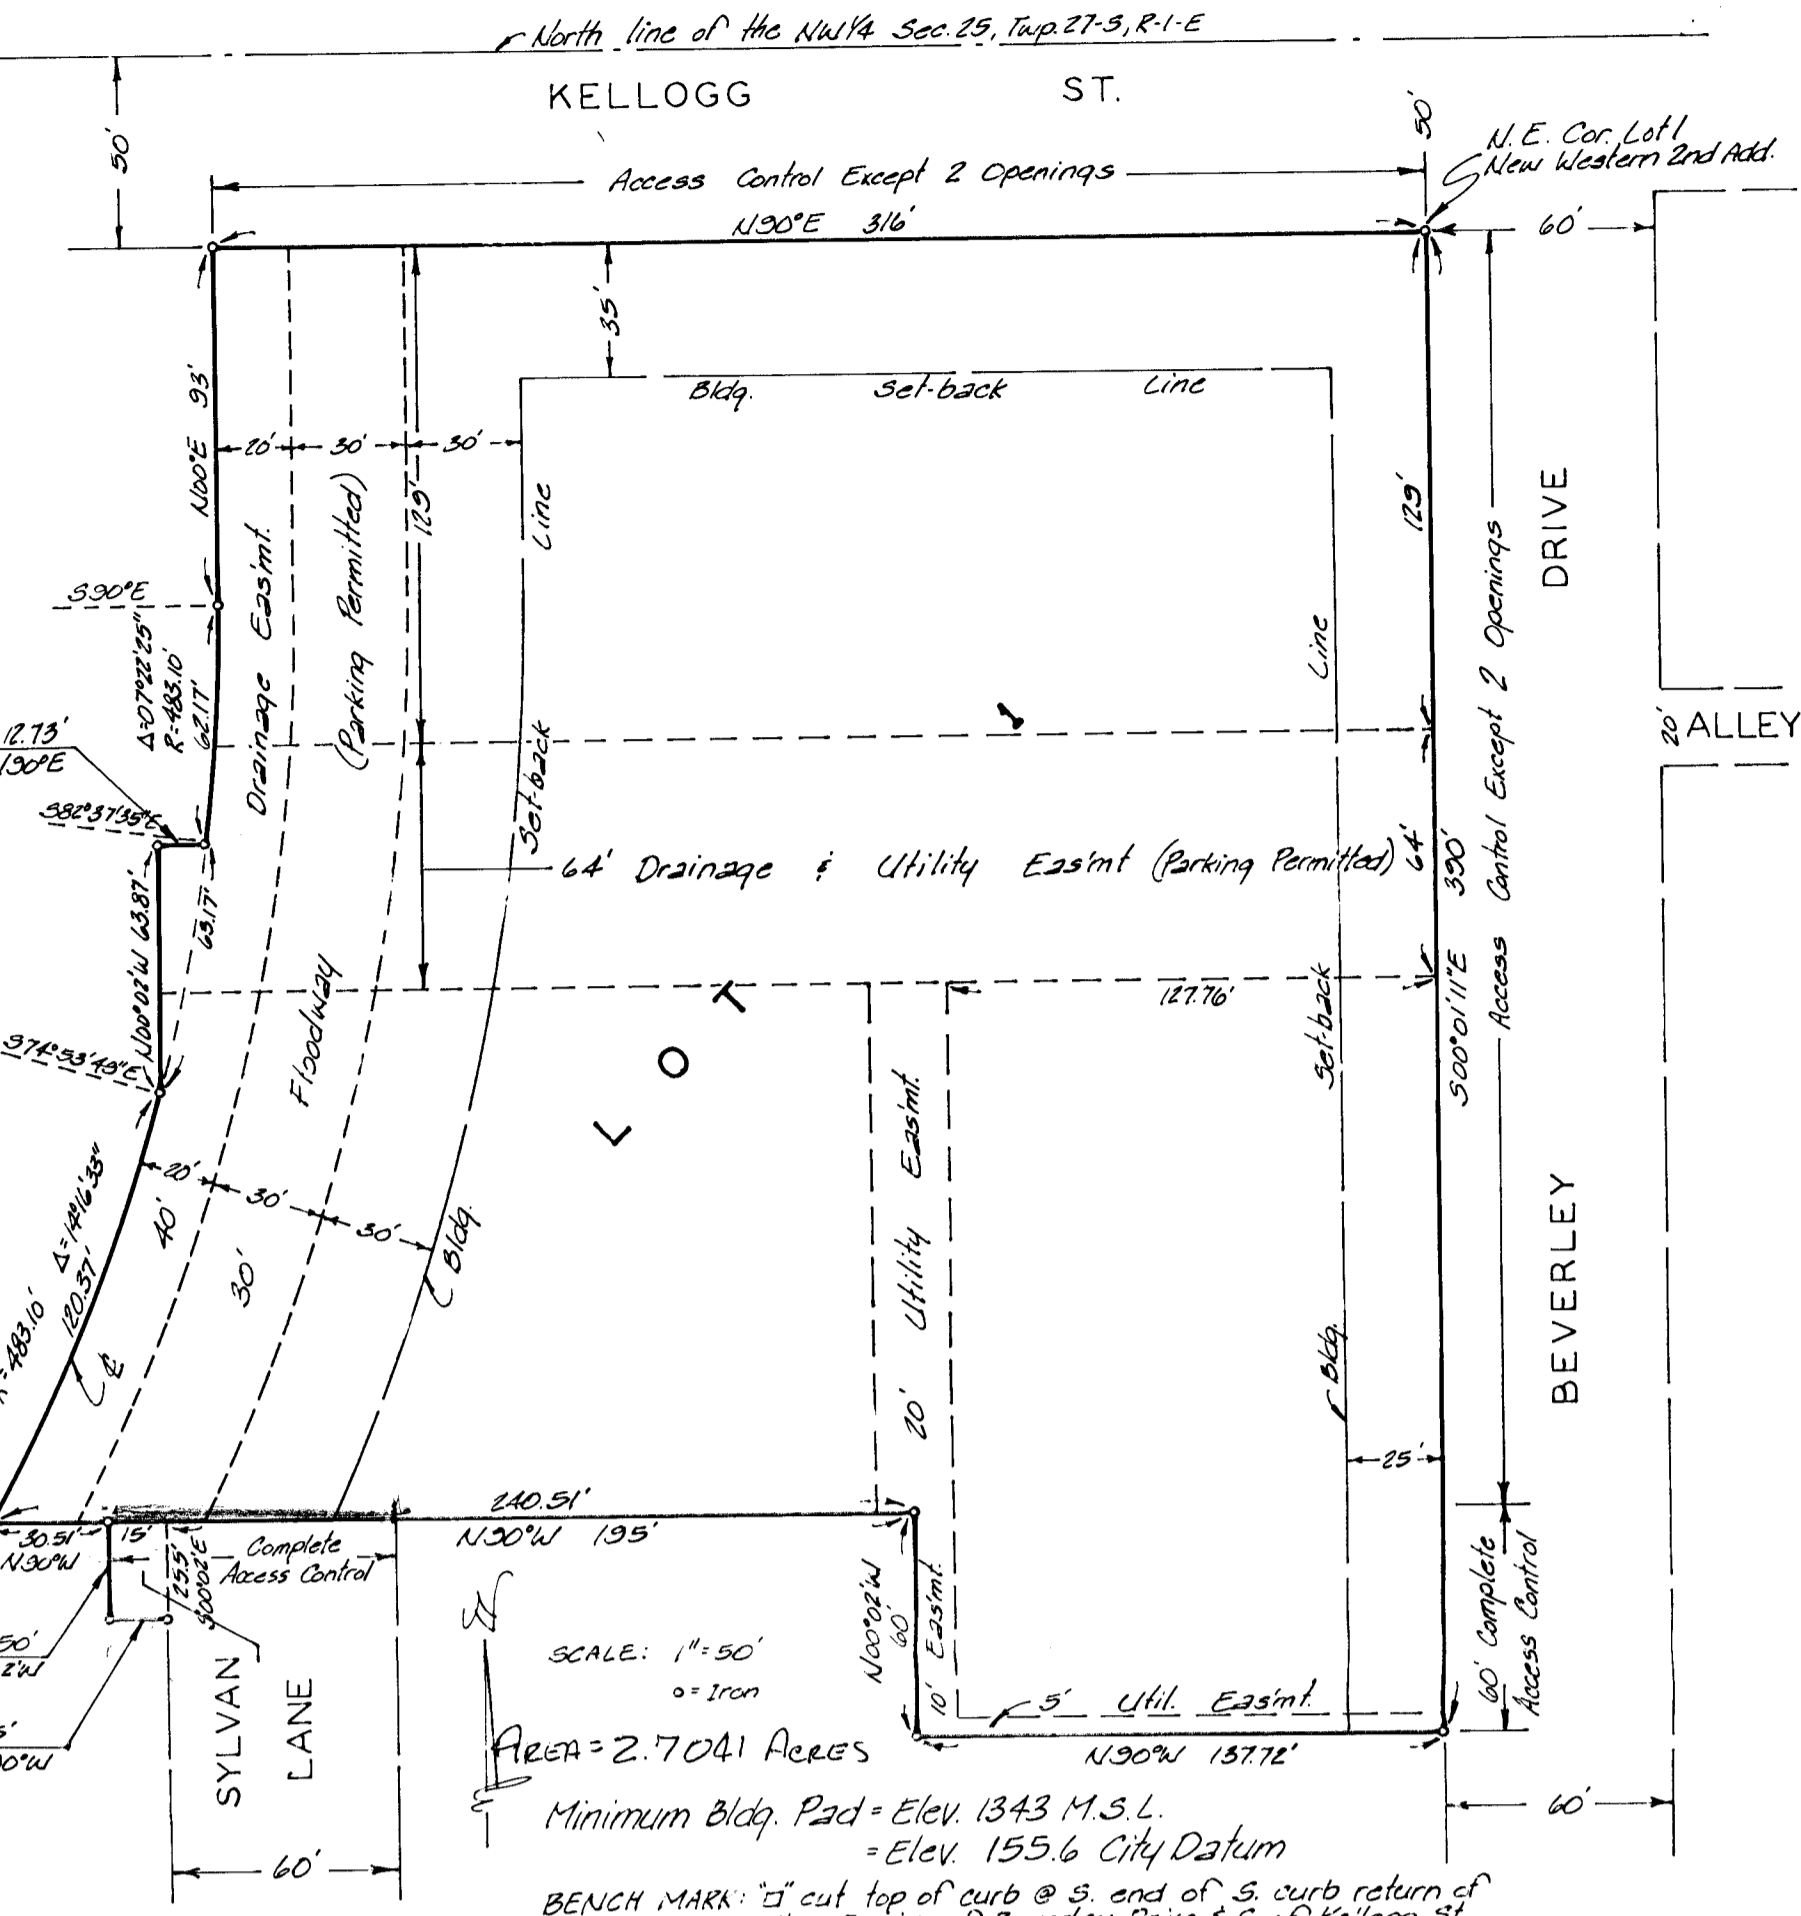 North line of the NW1/4 Sec. 25, Twp. 27-S, R-1-E
KELLOGG ST.
50'
50'
N.E. Cor. Lot 1
New Western 2nd Add.
Access Control Except 2 Openings
N90°E 316'
60'
35'
Bldg. Set-back Line
N00°E 93'
20' 30' 30'
129'
129'
Drainage Eas'mt.
(Parking Permitted)
Line
Set-back
Line
DRIVE
Access Control Except 2 Openings
S90°E
Δ=07°22'25"
R=483.10'
62.17'
12.73'
S82°37'35"E
1
20' ALLEY
64' Drainage & Utility Eas'mt (Parking Permitted) 64'
390'
S00°01'11"E
N00°02'W 63.87'
63.17'
127.76'
Floodway
S74°53'49"E
LOT
Set-back
20' Utility Eas'mt.
20' 30' 30'
40'
30'
Bldg.
Δ=14°16'33"
120.37'
=483.10'
℄
BEVERLEY
Bldg.
25'
240.51'
N90°W 195'
30.51' 15'
N90°W
25.5'
S00°02'E
Complete
Access Control
N00°02'W
60'
10' Eas'mt.
60' Complete
Access Control
50'
2'W
5'
0°W
SYLVAN
LANE
SCALE: 1"=50'
o = Iron
5' Util. Eas'mt.
AREA = 2.7041 ACRES
N90°W 137.72'
Minimum Bldg. Pad = Elev. 1343 M.S.L.
= Elev. 155.6 City Datum
60'
60'
BENCH MARK: "□" cut top of curb @ S. end of S. curb return of